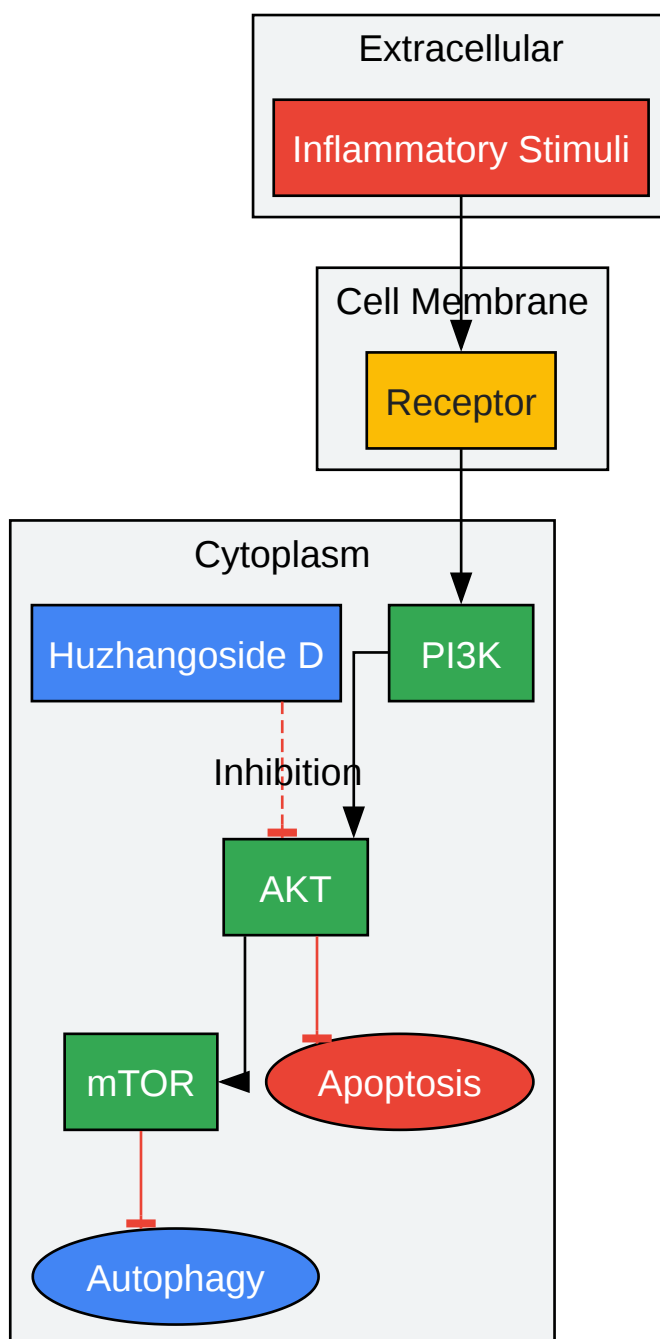 Extracellular
Inflammatory Stimuli
Cell Membrane
Receptor
Cytoplasm
Huzhangoside D
PI3K
Inhibition
AKT
mTOR
Apoptosis
Autophagy